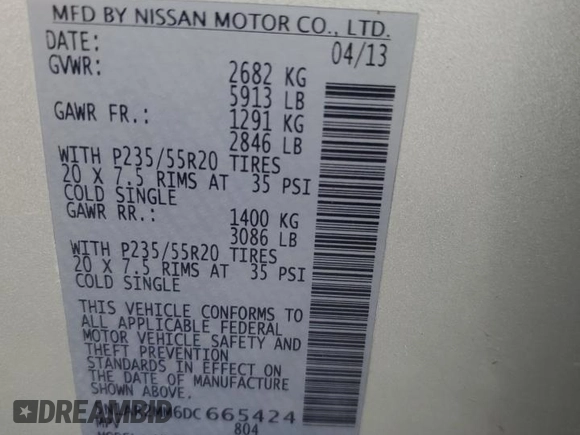 MFD BY NISSAN MOTOR CO., LTD.
DATE: 04/13
GVWR: 2682 KG
5913 LB
GAWR FR.: 1291 KG
2846 LB
WITH P235/55R20 TIRES
20 X 7.5 RIMS AT 35 PSI
COLD SINGLE
GAWR RR.: 1400 KG
3086 LB
WITH P235/55R20 TIRES
20 X 7.5 RIMS AT 35 PSI
COLD SINGLE
THIS VEHICLE CONFORMS TO
ALL APPLICABLE FEDERAL
MOTOR VEHICLE SAFETY AND
THEFT PREVENTION
STANDARDS IN EFFECT ON
THE DATE OF MANUFACTURE
SHOWN ABOVE.
665424
MPV 804
DREAMBID